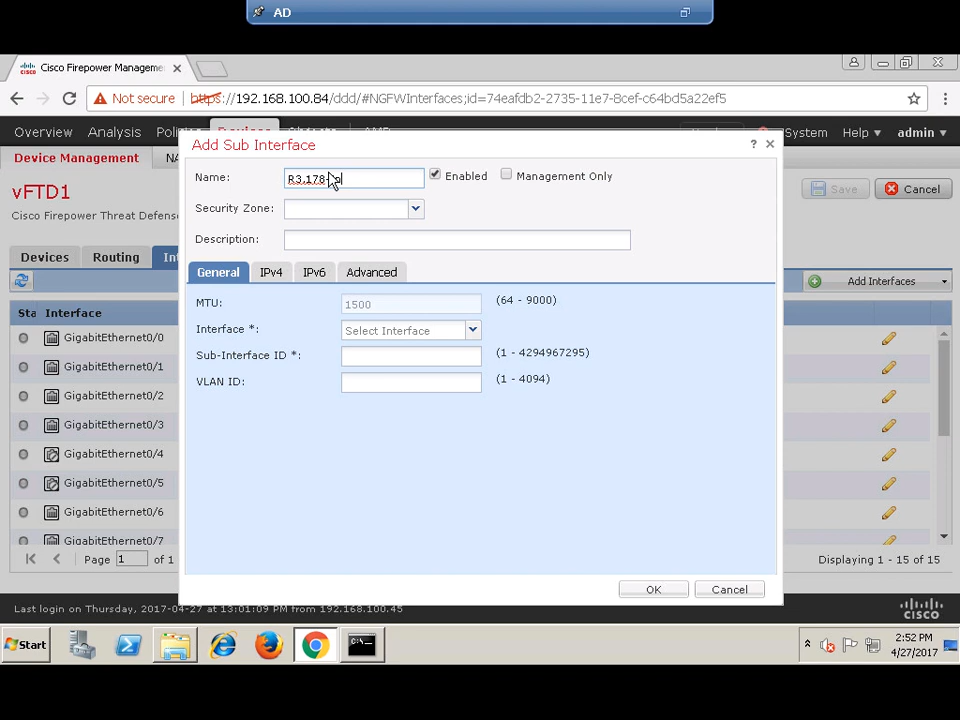 AD
Cisco Firepower Manageme
Not secure https://192.168.100.84/ddd/#NGFWInterfaces;id=74eafdb2-2735-11e7-8cef-c64bd5a22ef5
Overview Analysis System Help admin
Device Management
vFTD1
Save Cancel
Cisco Firepower Threat
Devices Routing
Add Interfaces
Interface
GigabitEthernet0/0
GigabitEthernet0/1
GigabitEthernet0/2
GigabitEthernet0/3
GigabitEthernet0/4
GigabitEthernet0/5
GigabitEthernet0/6
GigabitEthernet0/7
Page 1 of 1
Displaying 1 - 15 of 15
Last login on Thursday, 2017-04-27 at 13:01:09 PM from 192.168.100.45
Add Sub Interface ?
Name: Enabled Management Only
Security Zone:
Description:
General IPv4 IPv6 Advanced
MTU: 1500 (64 - 9000)
Interface *: Select Interface
Sub-Interface ID *: (1 - 4294967295)
VLAN ID: (1 - 4094)
OK Cancel
cisco
Start
2:52 PM
4/27/2017